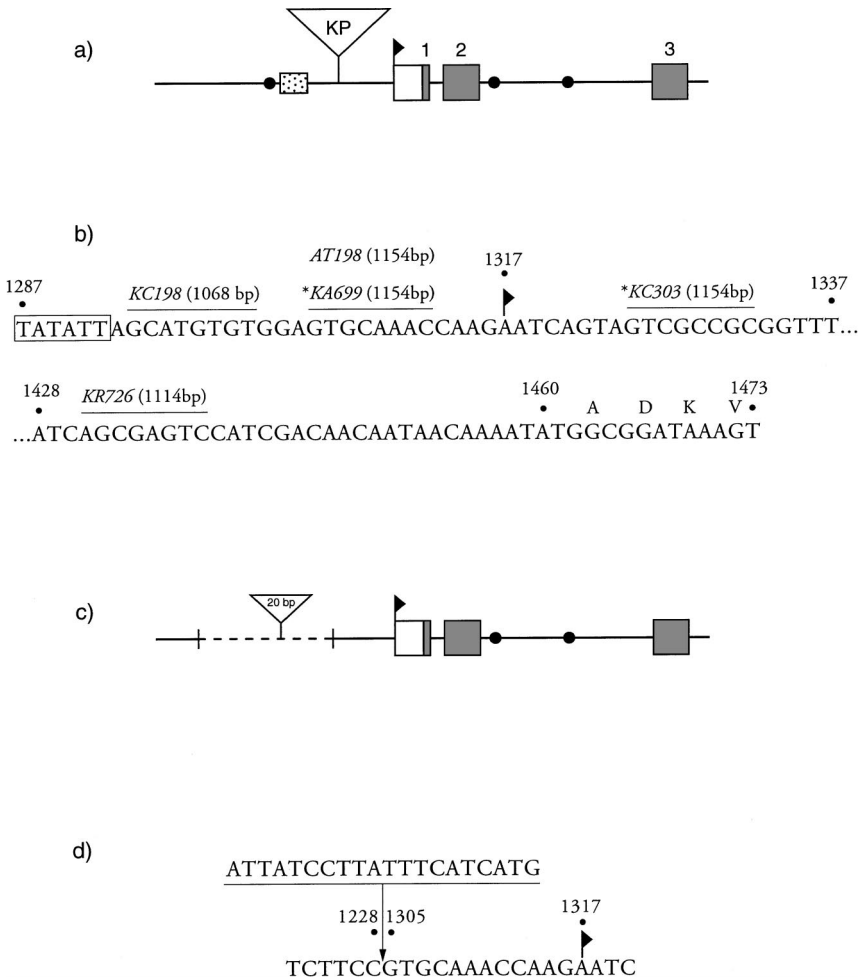 a)
KP
1 2 3
b)
AT198 (1154bp)
1317
1287
KC198 (1068 bp)
*KA699 (1154bp)
*KC303 (1154bp)
1337
TATATTAGCATGTGTGGAGTGCAAACCAAGAATCAGTAGTCGCCGCGGTTT...
1428
KR726 (1114bp)
1460
A D K V
1473
...ATCAGCGAGTCCATCGACAACAATAACAAAATATGGCGGATAAAGT
c)
20 bp
d)
ATTATCCTTATTTCATCATG
1228 1305
1317
TCTTCCGTGCAAACCAAGAATC